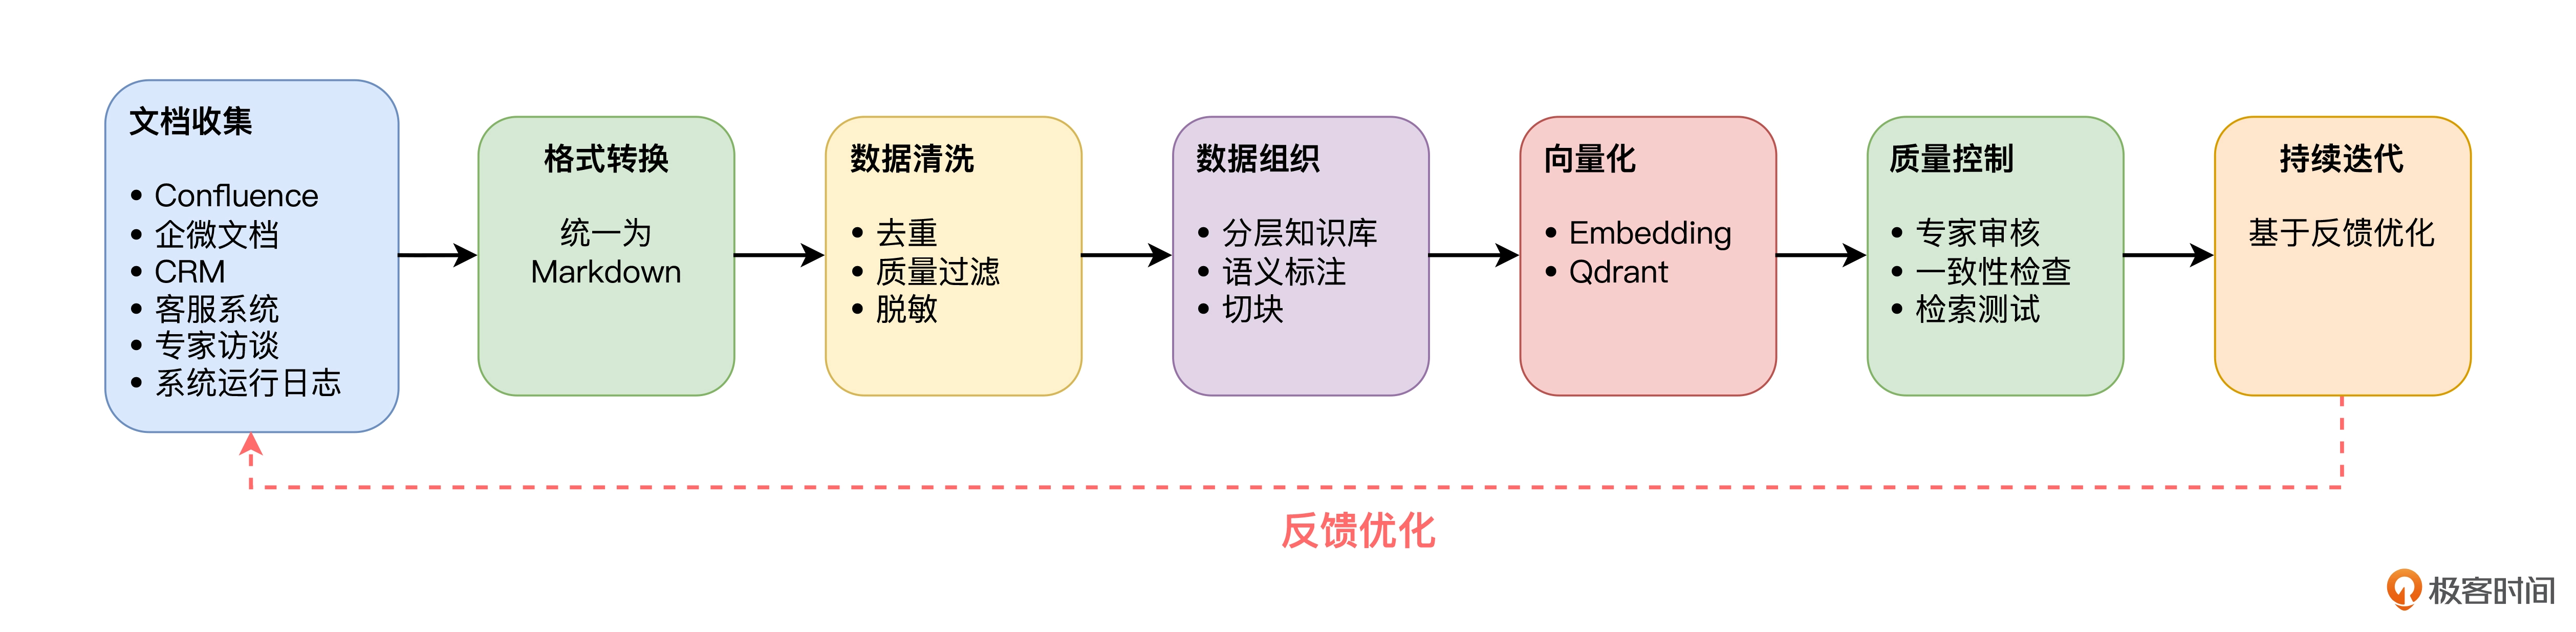 文档收集
• Confluence
• 企微文档
• CRM
• 客服系统
• 专家访谈
• 系统运行日志
格式转换
统一为
Markdown
数据清洗
• 去重
• 质量过滤
• 脱敏
数据组织
• 分层知识库
• 语义标注
• 切块
向量化
• Embedding
• Qdrant
质量控制
• 专家审核
• 一致性检查
• 检索测试
持续迭代
基于反馈优化
反馈优化
极客时间